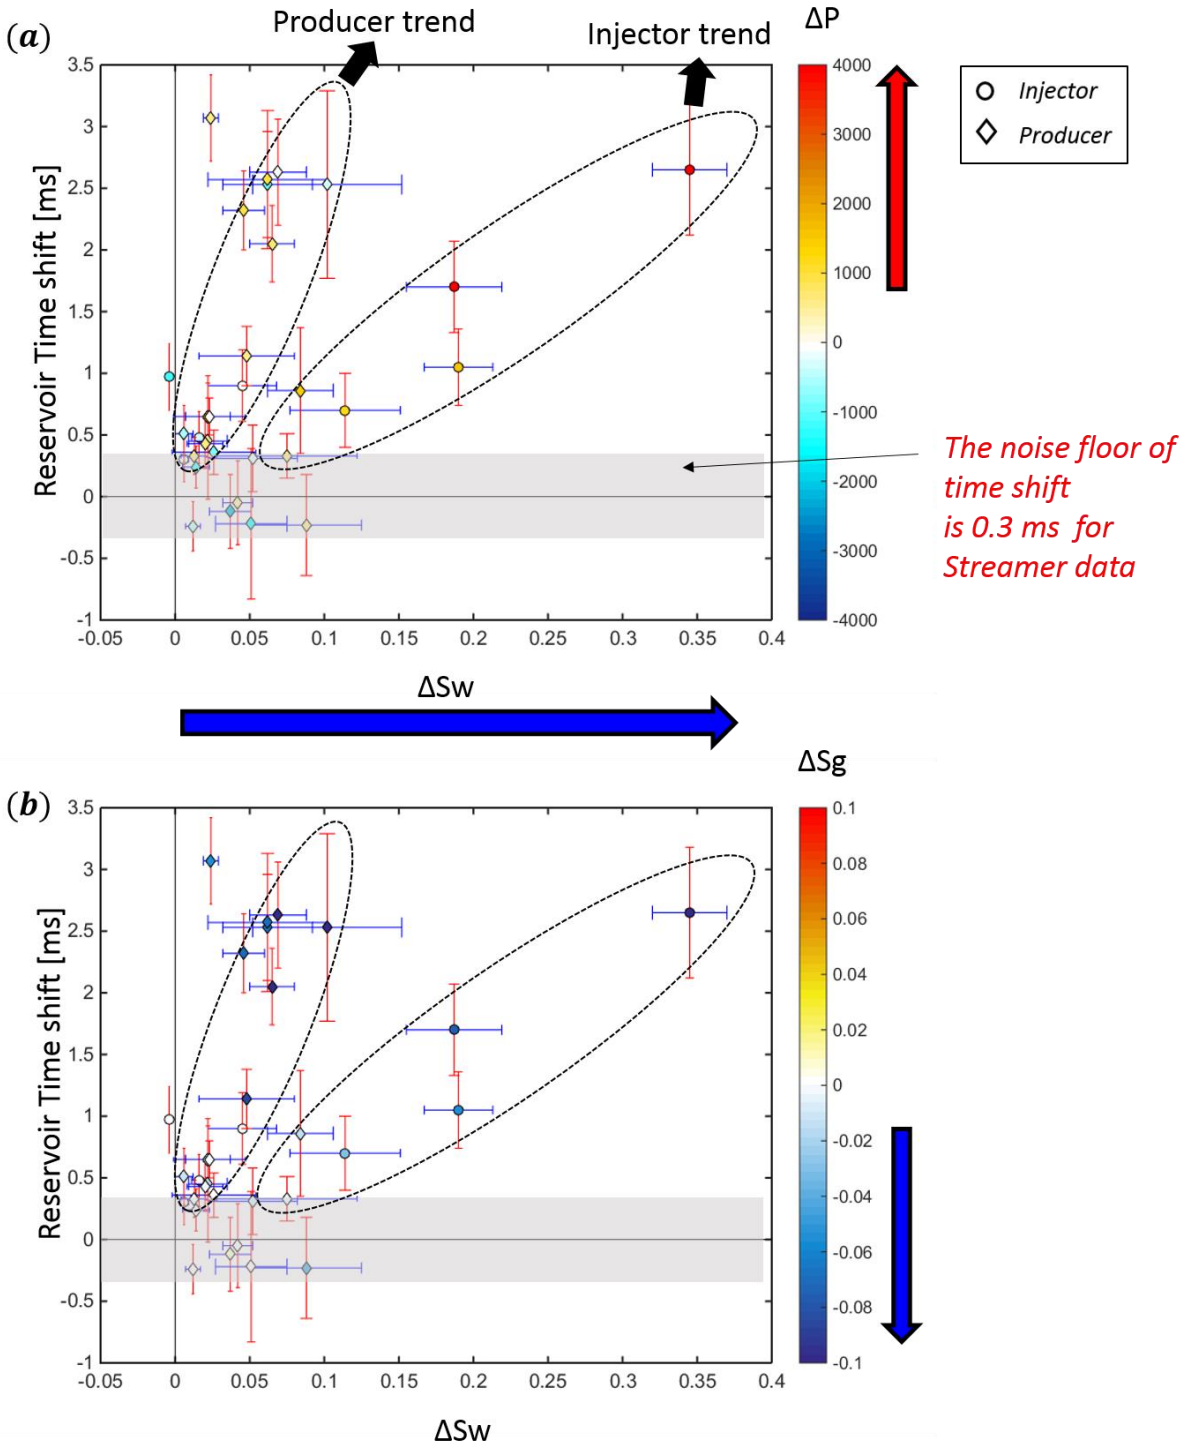 (a)
Producer trend
Injector trend
ΔP
Injector
Producer
Reservoir Time shift [ms]
3.5
3
2.5
2
1.5
1
0.5
0
-0.5
-1
-0.05 0 0.05 0.1 0.15 0.2 0.25 0.3 0.35 0.4
4000
3000
2000
1000
0
-1000
-2000
-3000
-4000
The noise floor of
time shift
is 0.3 ms for
Streamer data
ΔSw
(b)
ΔSg
Reservoir Time shift [ms]
3.5
3
2.5
2
1.5
1
0.5
0
-0.5
-1
-0.05 0 0.05 0.1 0.15 0.2 0.25 0.3 0.35 0.4
0.1
0.08
0.06
0.04
0.02
0
-0.02
-0.04
-0.06
-0.08
-0.1
ΔSw